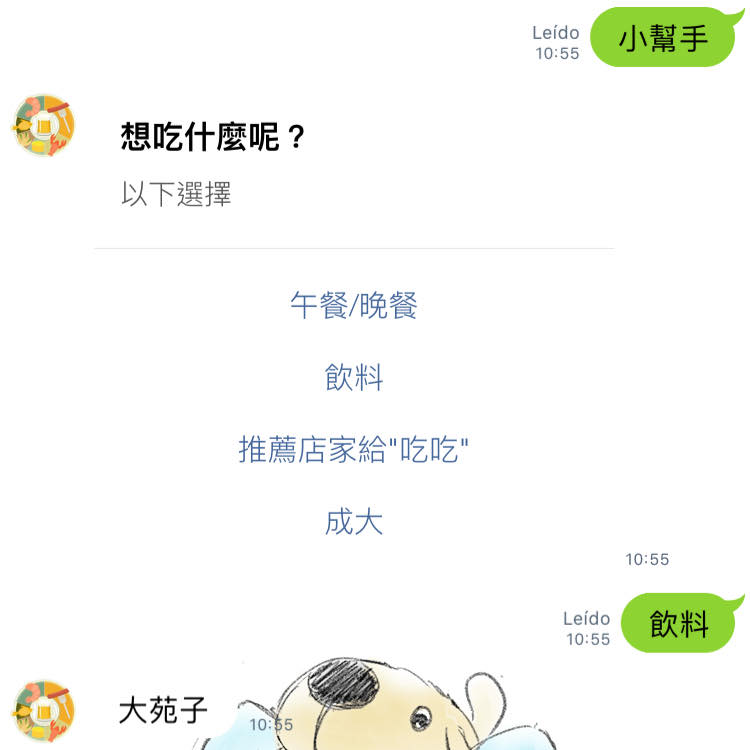 Leído
10:55
小幫手
想吃什麼呢？
以下選擇
午餐/晚餐
飲料
推薦店家給"吃吃"
成大
10:55
Leído
10:55
飲料
大苑子
10:55